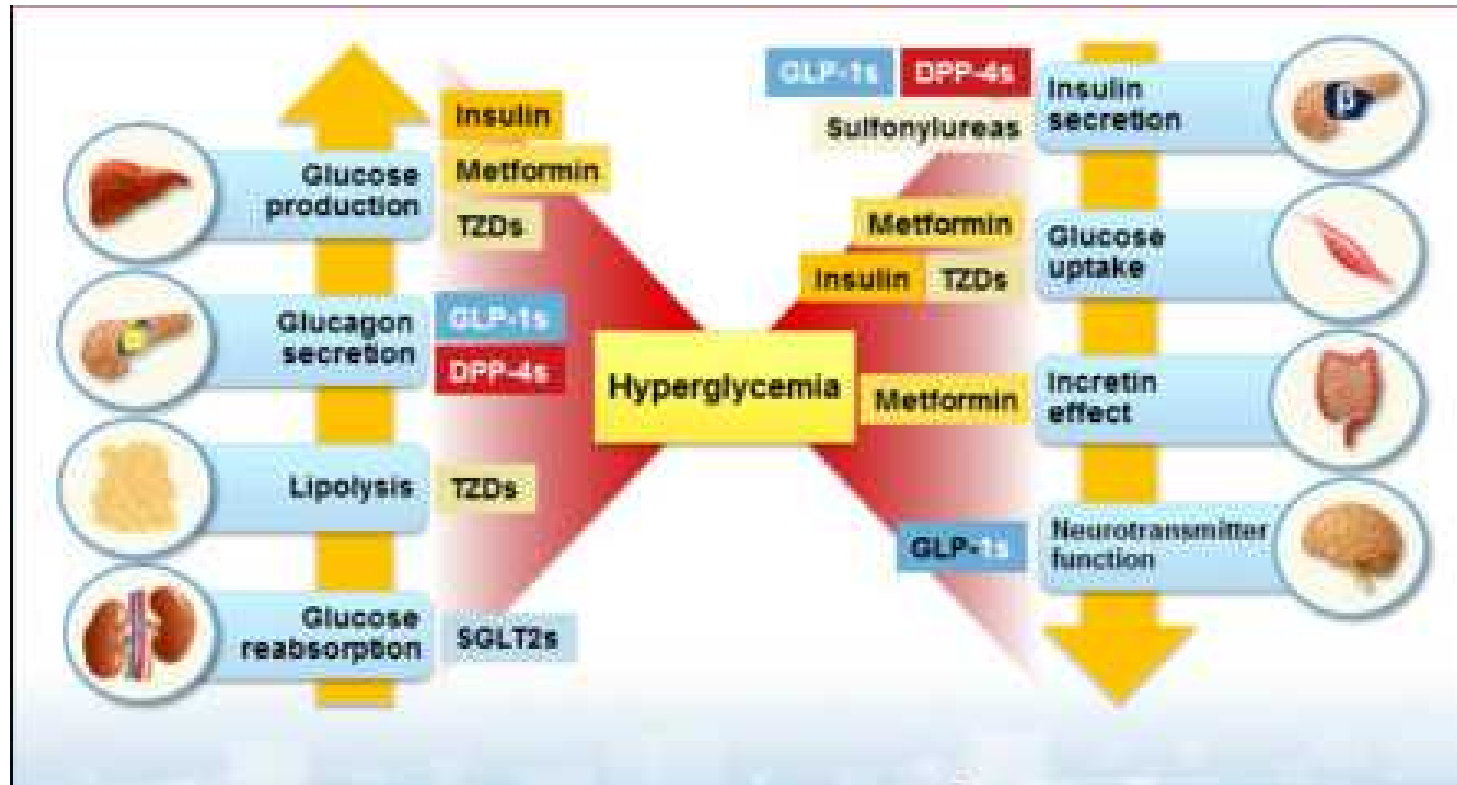 Insulin
Glucose
production
Metformin
TZDs
Glucagon
secretion
GLP-1s
DPP-4s
Lipolysis
TZDs
Glucose
reabsorption
SGLT2s
Hyperglycemia
GLP-1s DPP-4s
Sulfonylureas
Insulin
secretion
β
Metformin
Insulin TZDs
Glucose
uptake
Metformin
Incretin
effect
GLP-1s
Neurotransmitter
function